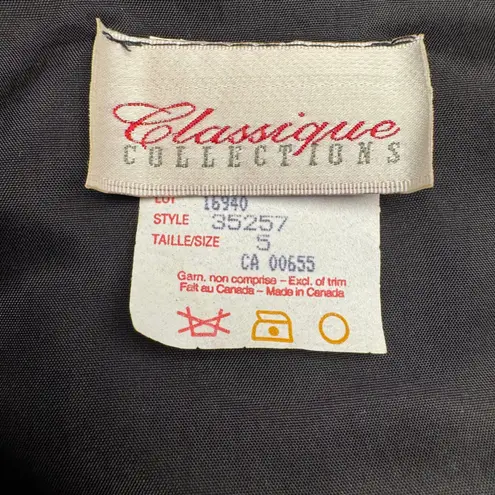 Classique
COLLECTIONS
LOT 16940
STYLE 35257
TAILLE/SIZE 5
CA 00655
Garn. non comprise – Excl. of trim
Fait au Canada – Made in Canada